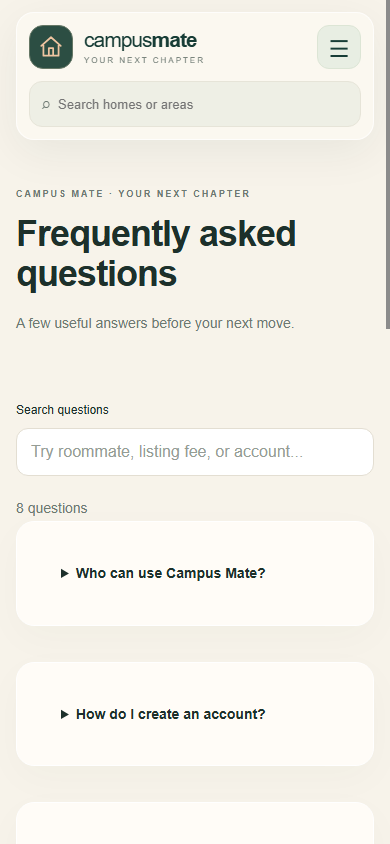 campusmate
YOUR NEXT CHAPTER
Search homes or areas
CAMPUS MATE · YOUR NEXT CHAPTER
Frequently asked
questions
A few useful answers before your next move.
Search questions
Try roommate, listing fee, or account...
8 questions
Who can use Campus Mate?
How do I create an account?